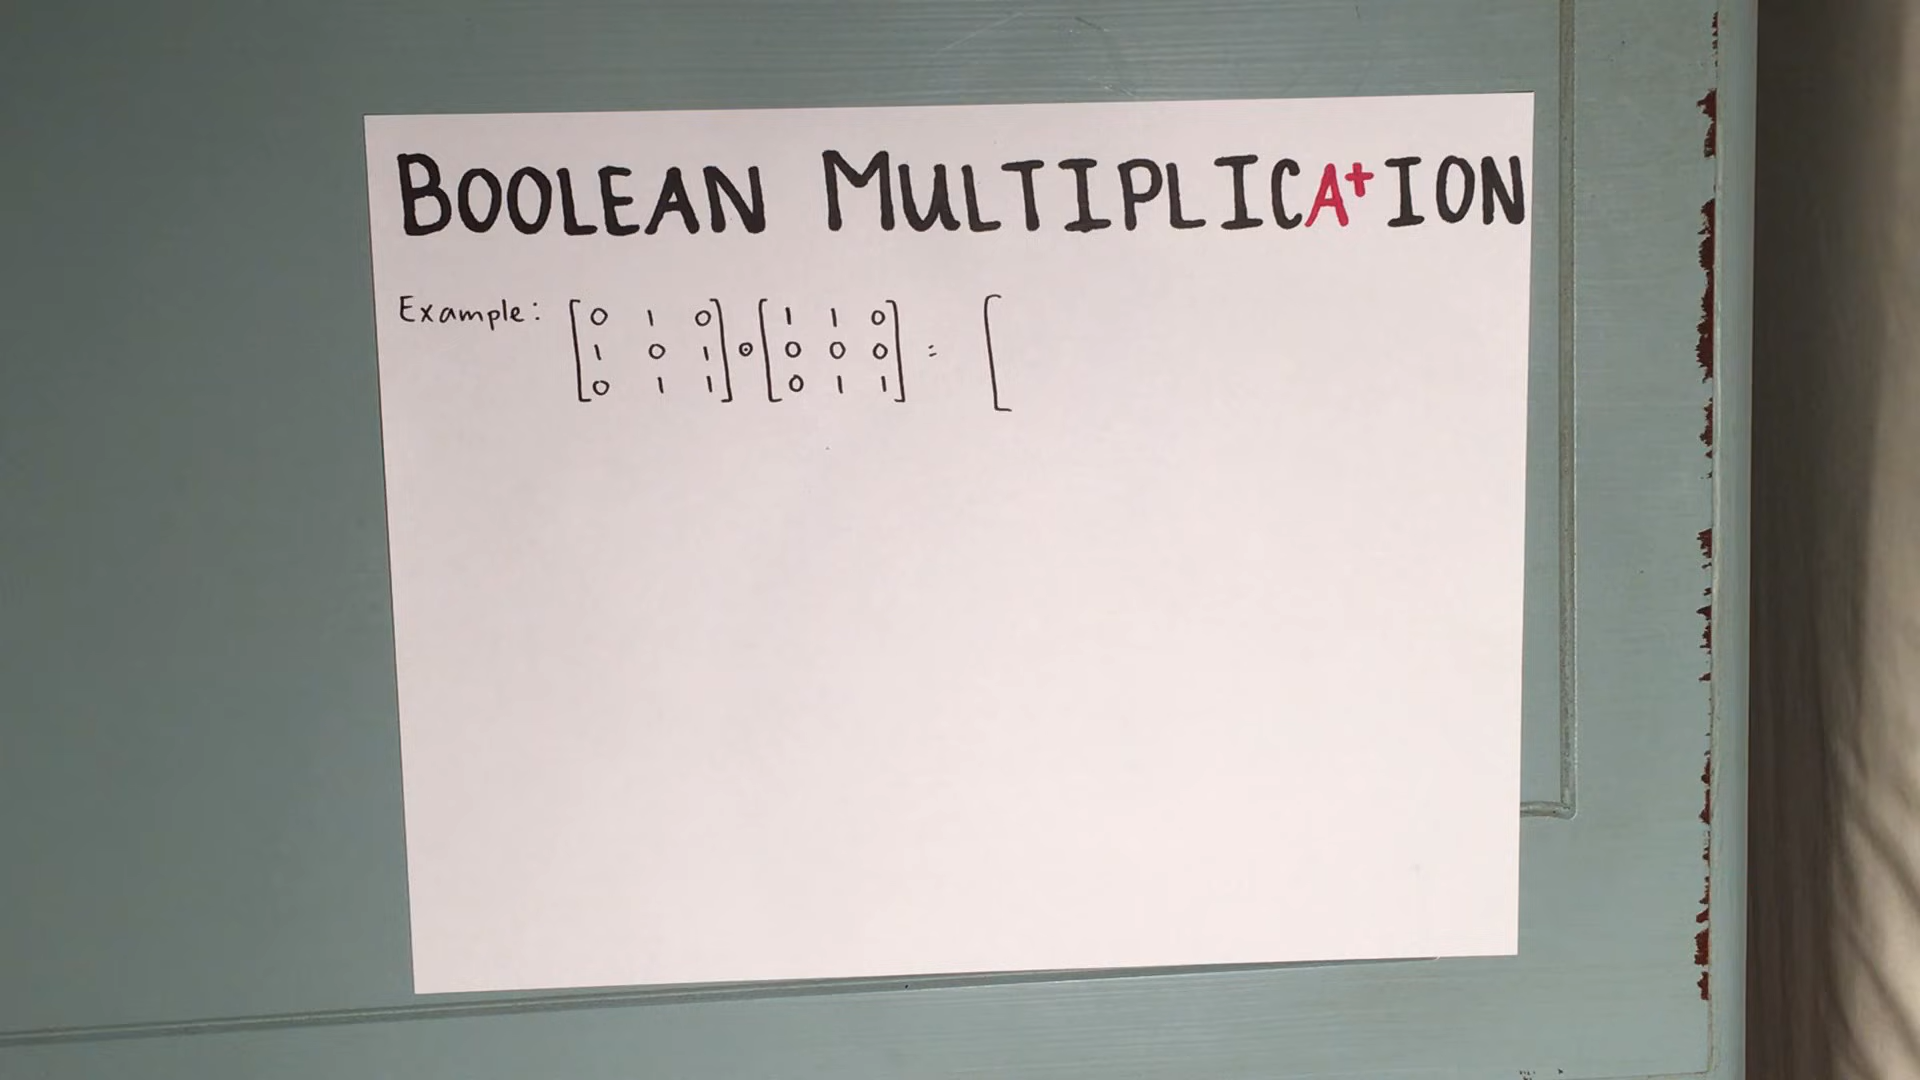 BOOLEAN MULTIPLICA+ION
Example: [0 1 0] ⊙ [1 1 0] = [
[1 0 1] [0 0 0]
[0 1 1] [0 1 1]